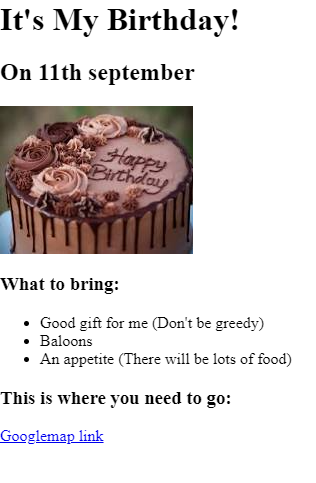 It's My Birthday!
On 11th september
Happy
Birthday
What to bring:
Good gift for me (Don't be greedy)
Baloons
An appetite (There will be lots of food)
This is where you need to go:
Googlemap link